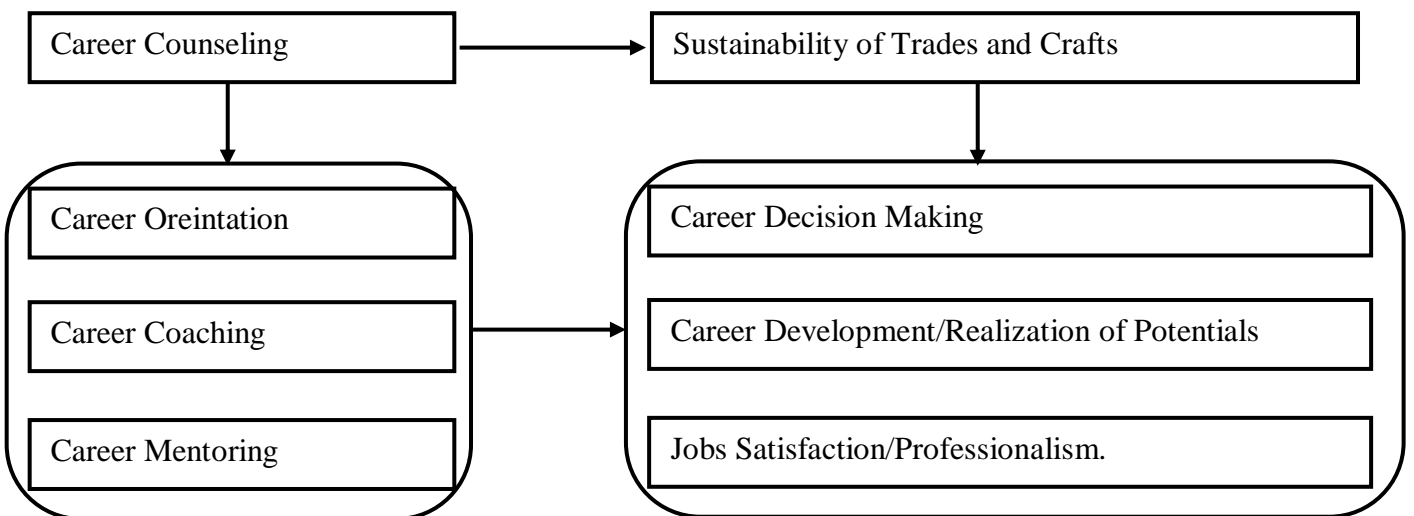 Career Counseling
Sustainability of Trades and Crafts
Career Oreintation
Career Decision Making
Career Coaching
Career Development/Realization of Potentials
Career Mentoring
Jobs Satisfaction/Professionalism.